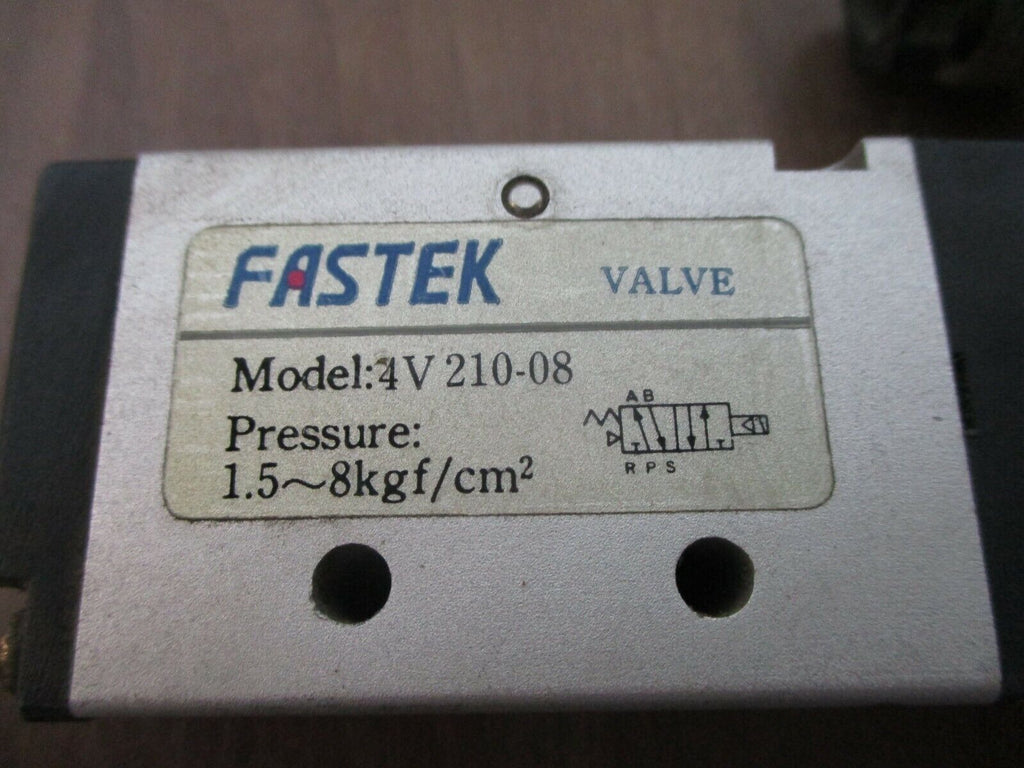 FASTEK VALVE
Model:4V 210-08
Pressure:
1.5~8kgf/cm²
A B
R P S